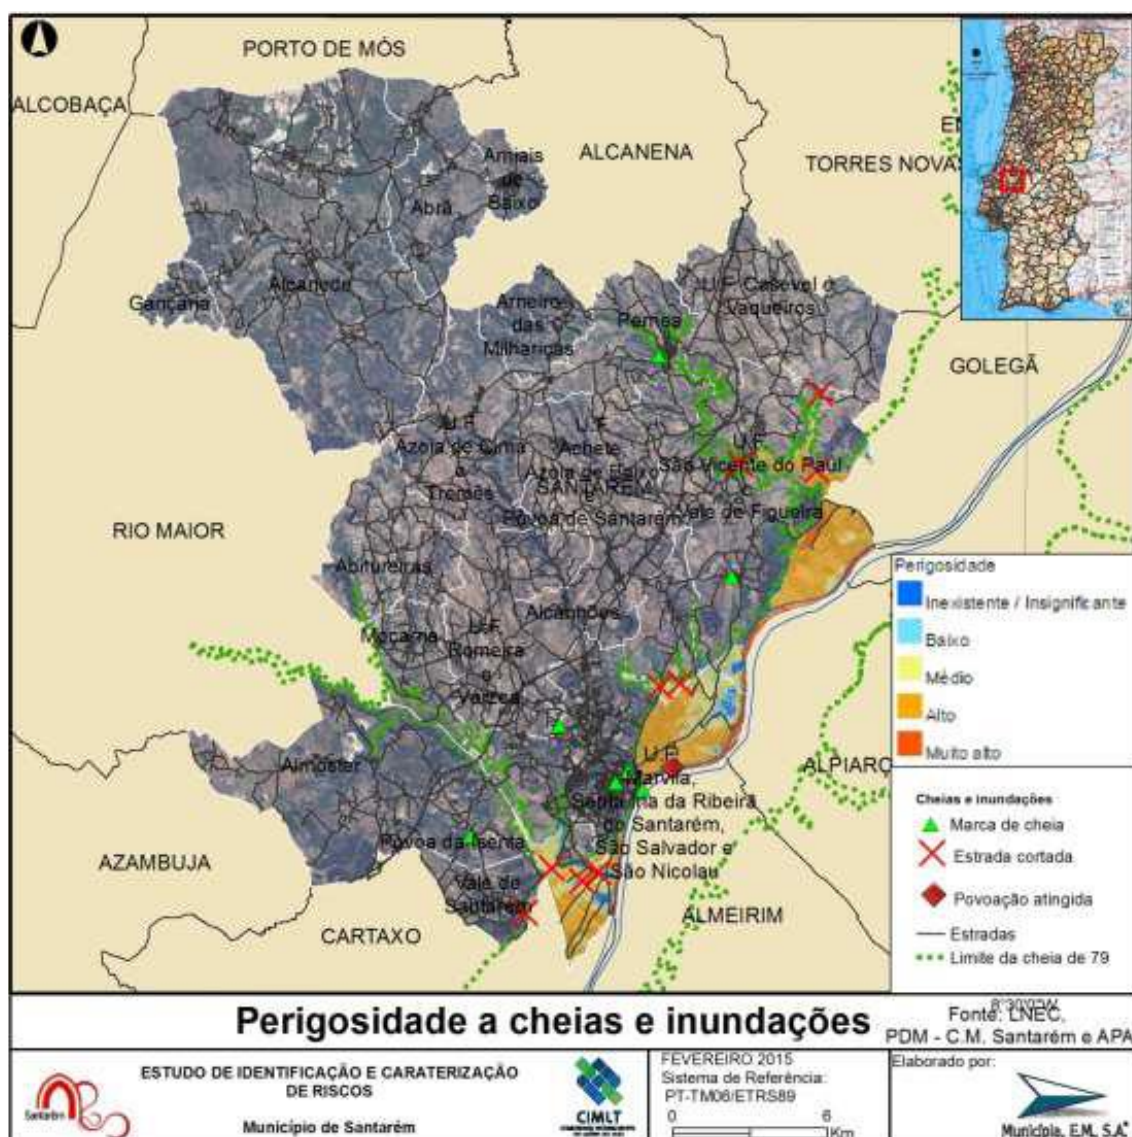 PORTO DE MÓS
ALCOBAÇA
ALCANENA
TORRES NOVAS
Amiais
de
Baixo
Abrã
Alcanede
Gançaria
U.F. Casével e
Vaqueiros
Arneiro
das
Milhariças
Pernes
GOLEGÃ
U.F.
Azoia de Cima
e
Tremês
U.F.
Achete
Azoia de Baixo
e
Póvoa de Santarém
SANTARÉM
U.F.
São Vicente do Paul
e
Vale de Figueira
RIO MAIOR
Abitureiras
Moçarria
Alcanhões
U.F.
Romeira
e
Várzea
Almoster
U.F.
Marvila,
Santa Iria da Ribeira
de Santarém,
São Salvador e
São Nicolau
ALPIARÇ
Póvoa da Isenta
Vale de
Santarém
AZAMBUJA
CARTAXO
ALMEIRIM
Perigosidade
Inexistente / Insignificante
Baixo
Médio
Alto
Muito alto
Cheias e inundações
Marca de cheia
Estrada cortada
Povoação atingida
Estradas
Limite da cheia de 79
Perigosidade a cheias e inundações
8°30'0"W
Fonte: LNEC,
PDM - C.M. Santarém e APA
Santarém
ESTUDO DE IDENTIFICAÇÃO E CARATERIZAÇÃO
DE RISCOS
Município de Santarém
CIMLT
FEVEREIRO 2015
Sistema de Referência:
PT-TM06/ETRS89
0 6
Km
Elaborado por:
Município, E.M, S.A